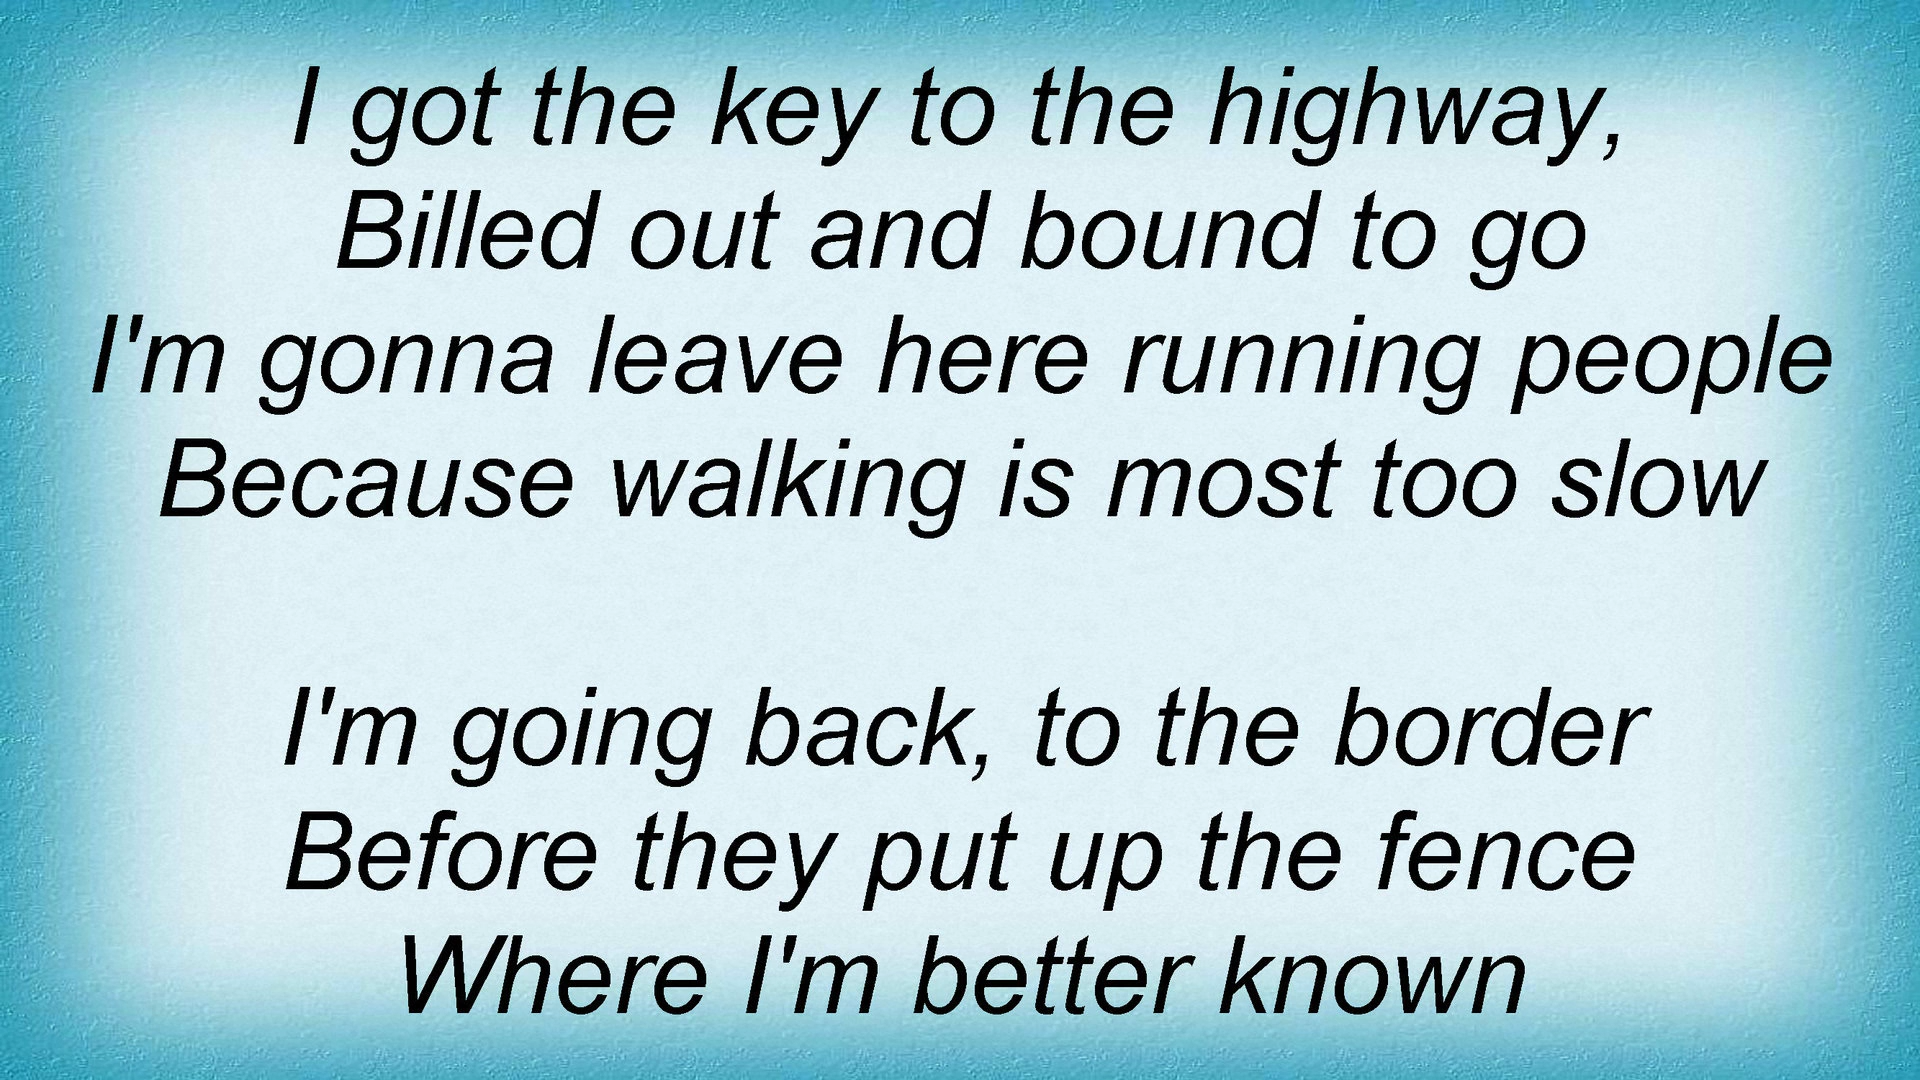 I got the key to the highway,
Billed out and bound to go
I'm gonna leave here running people
Because walking is most too slow
I'm going back, to the border
Before they put up the fence
Where I'm better known